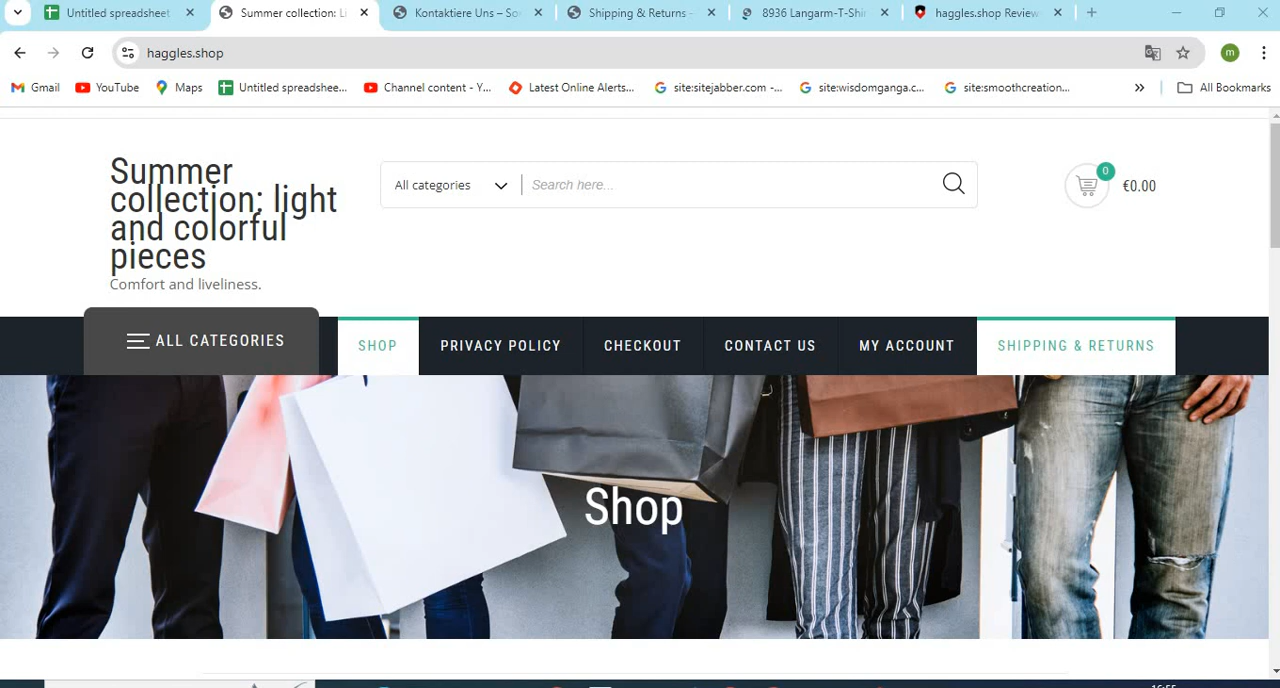 Untitled spreadsheet
Summer collection: Li
Kontaktiere Uns – So
Shipping & Returns -
8936 Langarm-T-Shir
haggles.shop Review
haggles.shop
m
Gmail
YouTube
Maps
Untitled spreadshee...
Channel content - Y...
Latest Online Alerts...
site:sitejabber.com -...
site:wisdomganga.c...
site:smoothcreation...
All Bookmarks
Summer
collection; light
and colorful
pieces
Comfort and liveliness.
All categories
Search here...
0
€0.00
ALL CATEGORIES
SHOP
PRIVACY POLICY
CHECKOUT
CONTACT US
MY ACCOUNT
SHIPPING & RETURNS
Shop